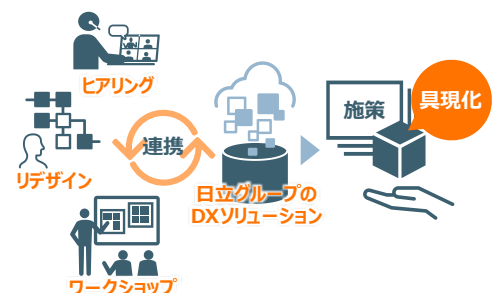 ヒアリング
リデザイン
連携
ワークショップ
日立グループの
DXソリューション
施策
具現化